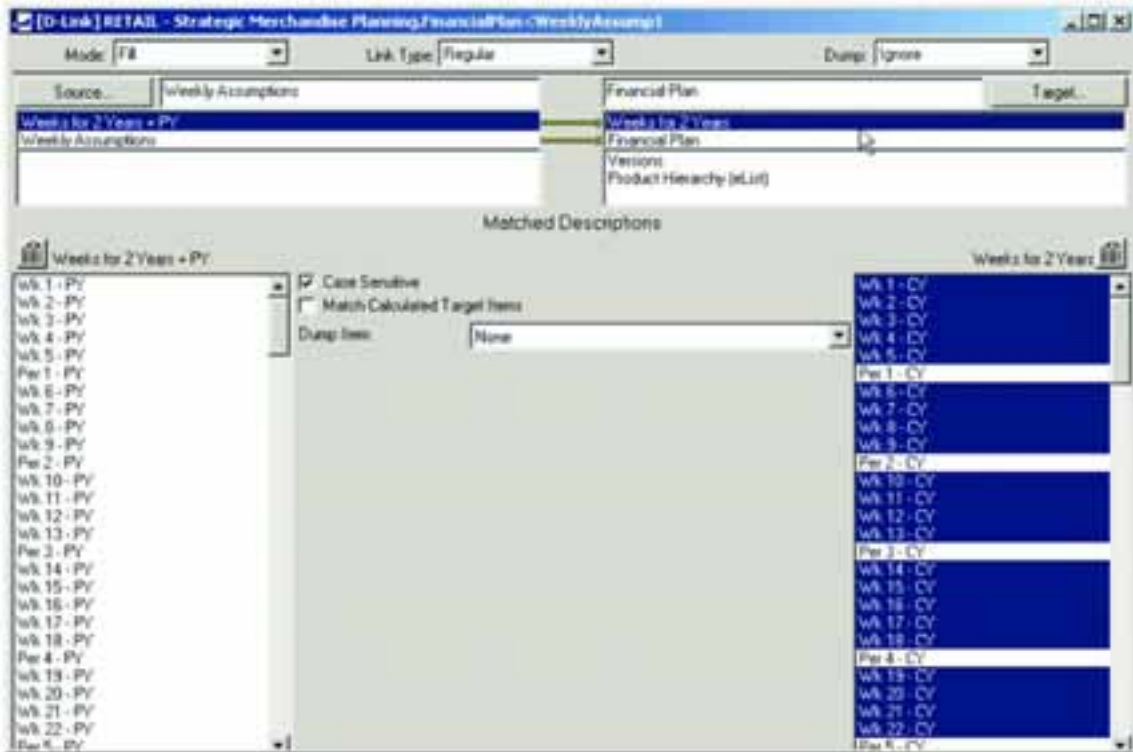 [D-Link] RETAIL - Strategic Merchandise Planning.FinancialPlan<WeeklyAssump1
Mode: Fill Link Type: Regular Dump: Ignore
Source... Weekly Assumptions Financial Plan Target...
Weeks for 2 Years + PY Weeks for 2 Years
Weekly Assumptions Financial Plan
Versions
Product Hierarchy (eList)
Matched Descriptions
Weeks for 2 Years + PY Weeks for 2 Years
Wk 1 - PY Case Sensitive Wk 1 - CY
Wk 2 - PY Match Calculated Target Items Wk 2 - CY
Wk 3 - PY Wk 3 - CY
Wk 4 - PY Dump Item: None Wk 4 - CY
Wk 5 - PY Wk 5 - CY
Per 1 - PY Per 1 - CY
Wk 6 - PY Wk 6 - CY
Wk 7 - PY Wk 7 - CY
Wk 8 - PY Wk 8 - CY
Wk 9 - PY Wk 9 - CY
Per 2 - PY Per 2 - CY
Wk 10 - PY Wk 10 - CY
Wk 11 - PY Wk 11 - CY
Wk 12 - PY Wk 12 - CY
Wk 13 - PY Wk 13 - CY
Per 3 - PY Per 3 - CY
Wk 14 - PY Wk 14 - CY
Wk 15 - PY Wk 15 - CY
Wk 16 - PY Wk 16 - CY
Wk 17 - PY Wk 17 - CY
Wk 18 - PY Wk 18 - CY
Per 4 - PY Per 4 - CY
Wk 19 - PY Wk 19 - CY
Wk 20 - PY Wk 20 - CY
Wk 21 - PY Wk 21 - CY
Wk 22 - PY Wk 22 - CY
Per 5 - PY Per 5 - CY